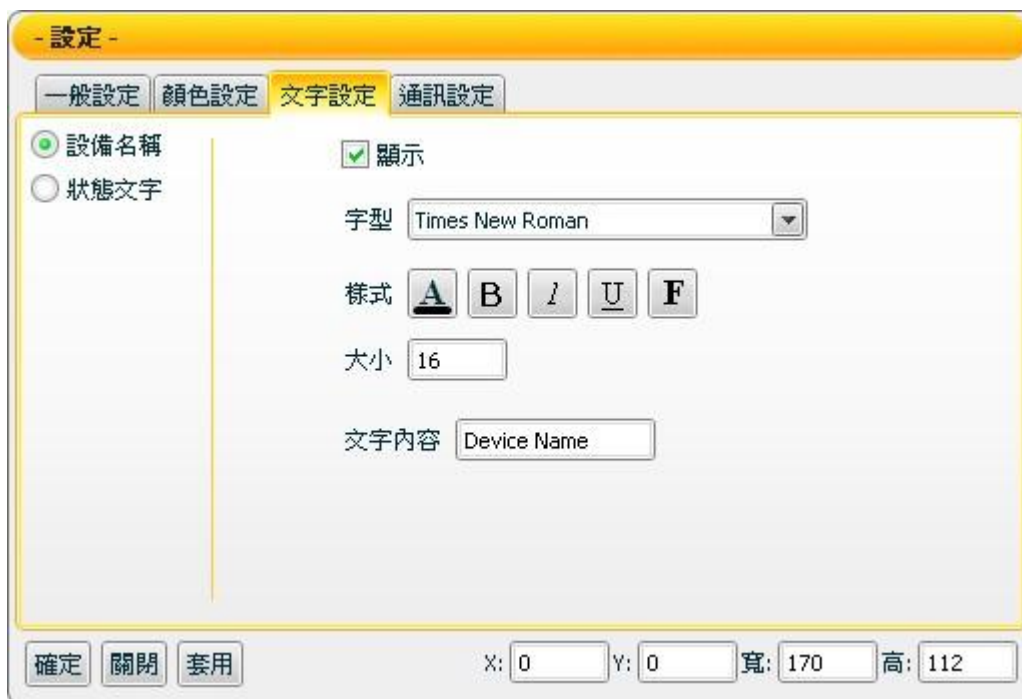 - 設定 -
一般設定 顏色設定 文字設定 通訊設定
設備名稱
狀態文字
顯示
字型 Times New Roman
樣式 A B I U F
大小 16
文字內容 Device Name
確定 關閉 套用 X: 0 Y: 0 寬: 170 高: 112